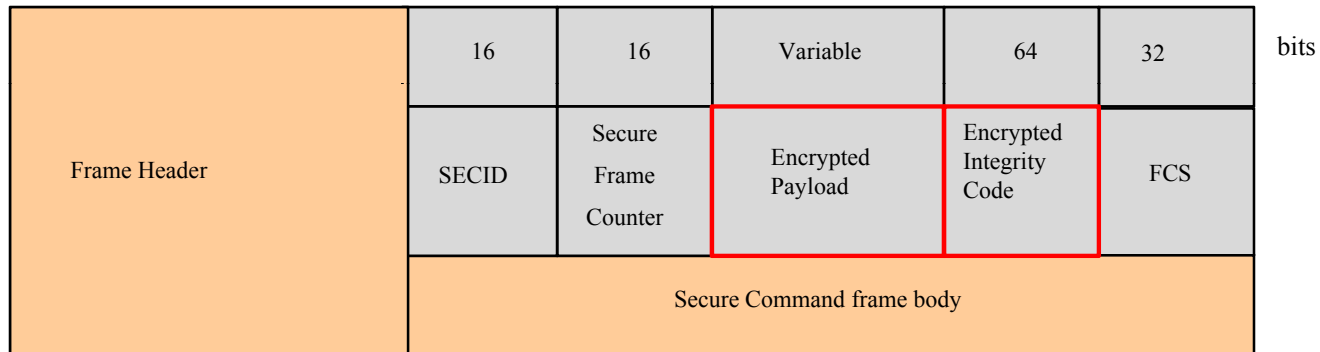 16 16 Variable 64 32 bits
Frame Header
SECID
Secure
Frame
Counter
Encrypted
Payload
Encrypted
Integrity
Code
FCS
Secure Command frame body